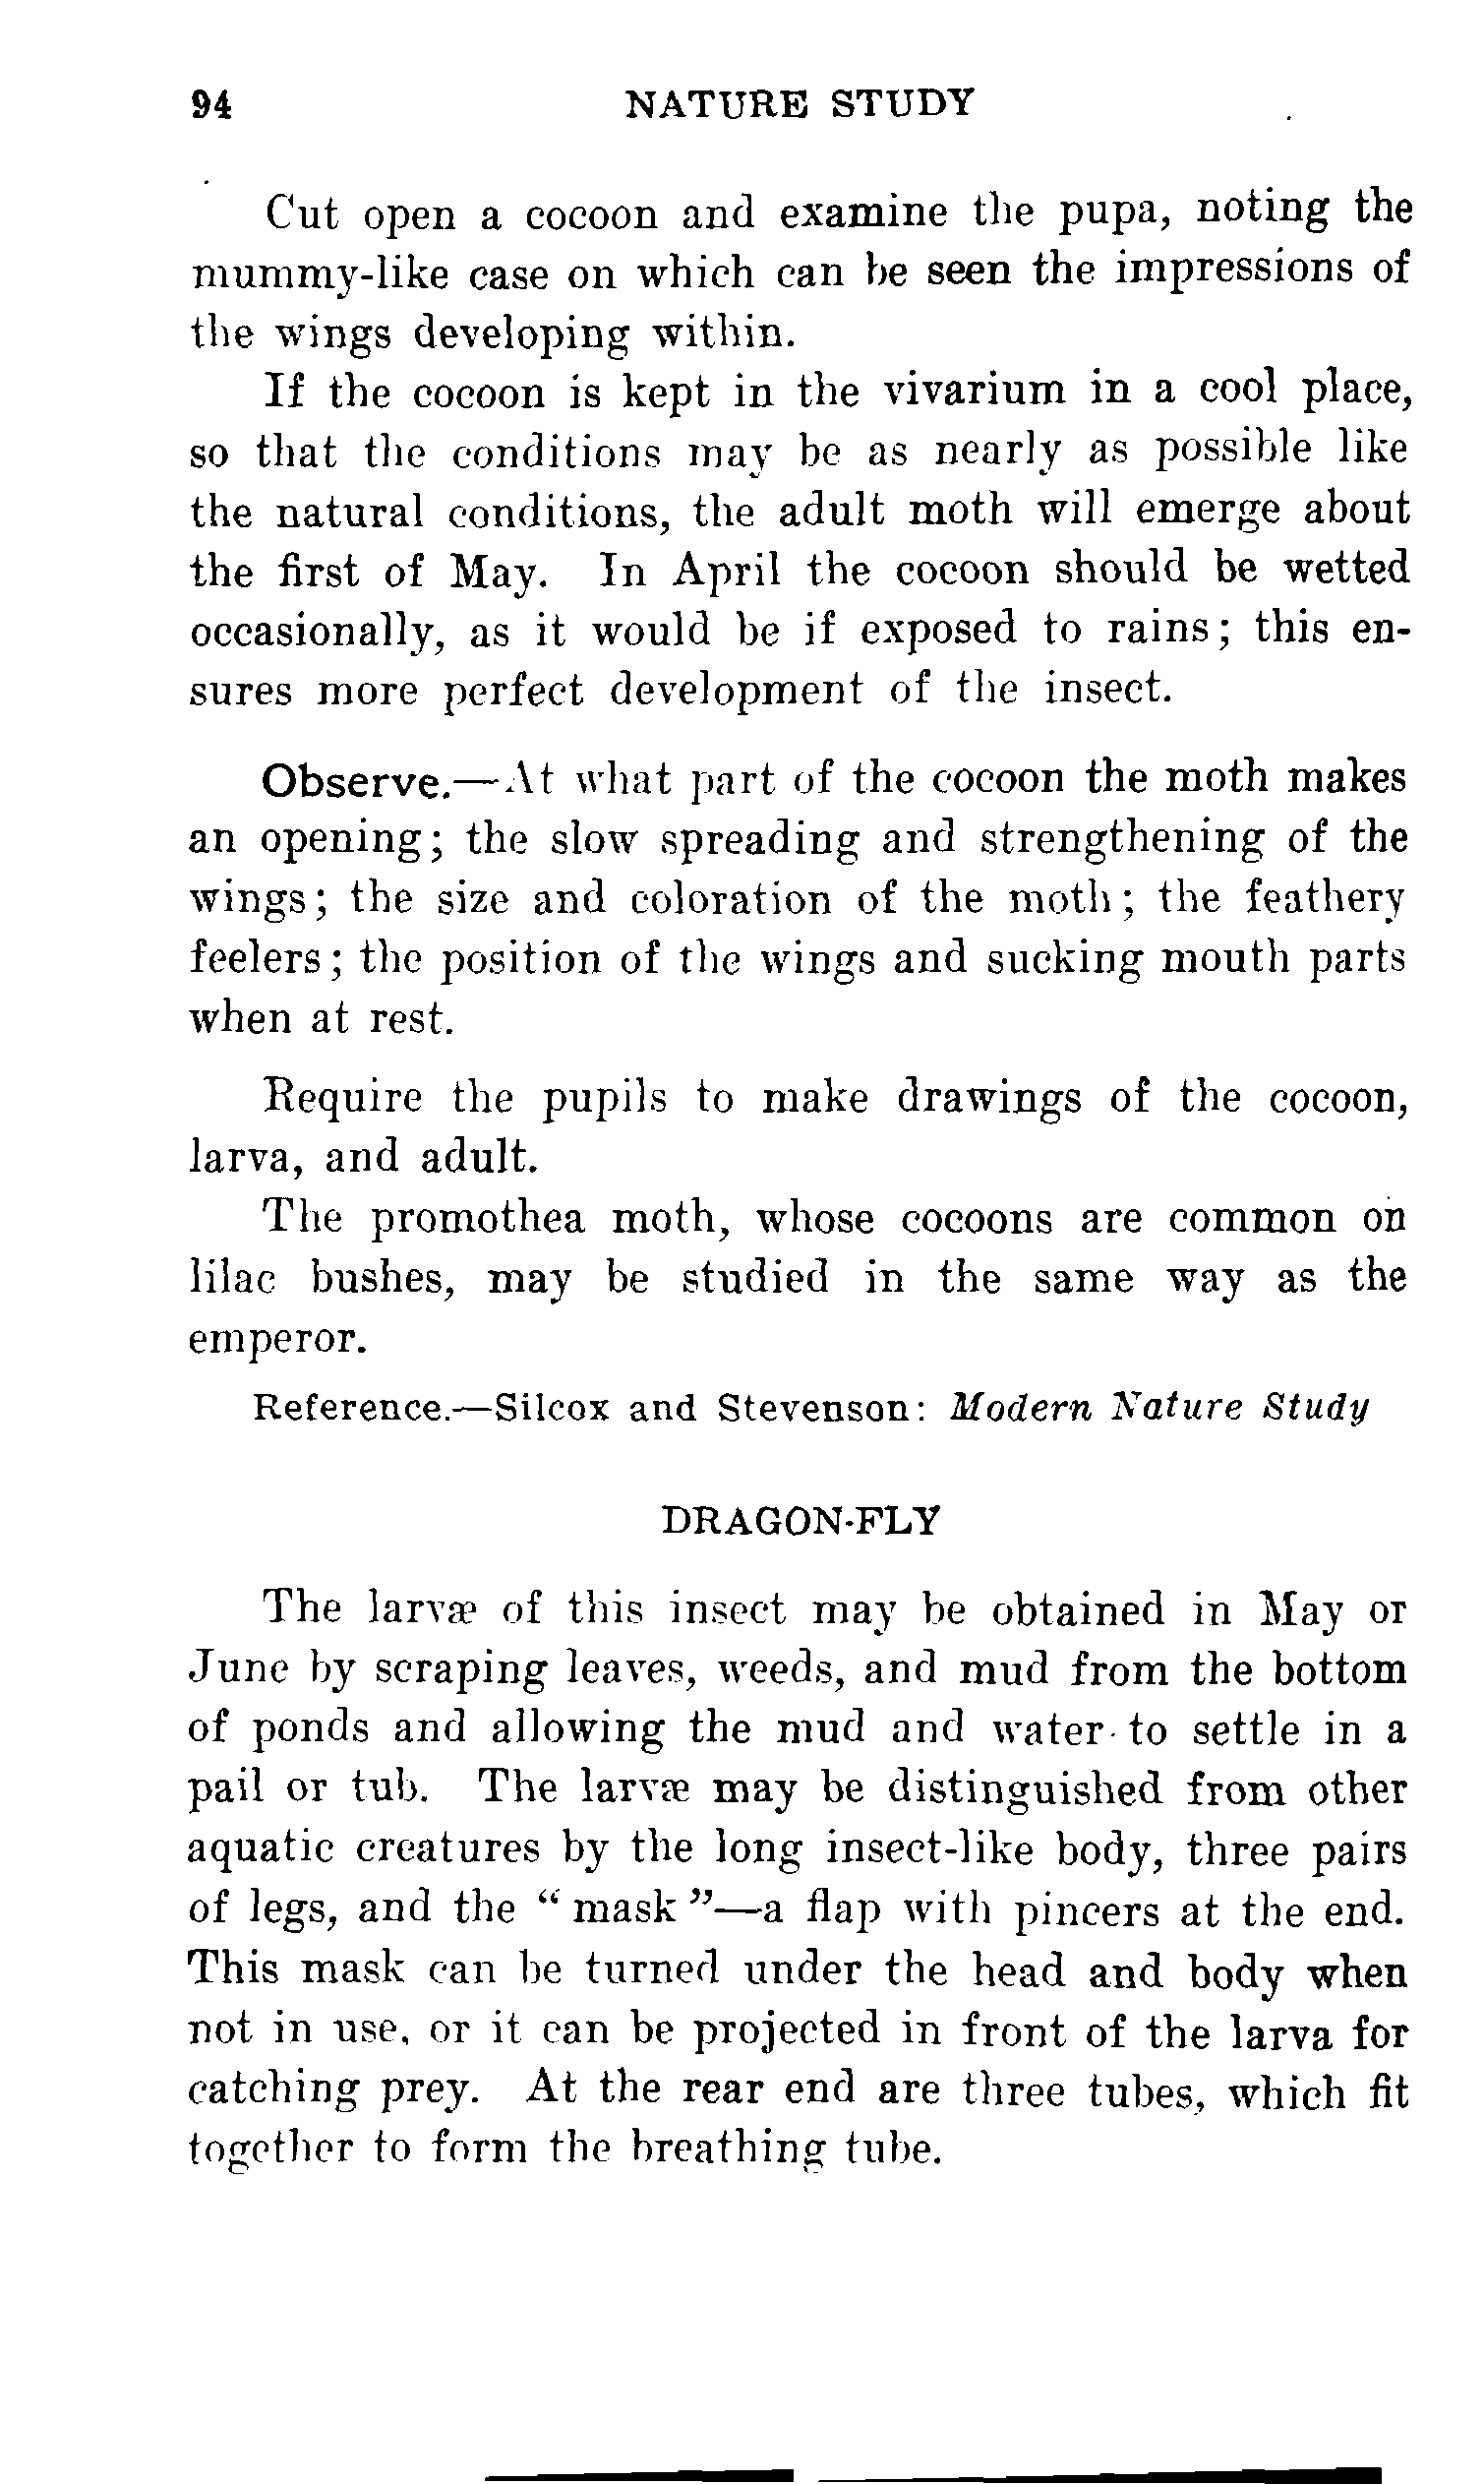 94 NATURE STUDY
Cut open a cocoon and examine the pupa, noting the
mummy-like case on which can be seen the impressions of
the wings developing within.
If the cocoon is kept in the vivarium in a cool place,
so that the conditions may be as nearly as possible like
the natural conditions, the adult moth will emerge about
the first of May. In April the cocoon should be wetted
occasionally, as it would be if exposed to rains; this en-
sures more perfect development of the insect.
Observe.—At what part of the cocoon the moth makes
an opening; the slow spreading and strengthening of the
wings; the size and coloration of the moth; the feathery
feelers; the position of the wings and sucking mouth parts
when at rest.
Require the pupils to make drawings of the cocoon,
larva, and adult.
The promothea moth, whose cocoons are common on
lilac bushes, may be studied in the same way as the
emperor.
Reference.—Silcox and Stevenson: Modern Nature Study
DRAGON-FLY
The larvæ of this insect may be obtained in May or
June by scraping leaves, weeds, and mud from the bottom
of ponds and allowing the mud and water to settle in a
pail or tub. The larvæ may be distinguished from other
aquatic creatures by the long insect-like body, three pairs
of legs, and the "mask"—a flap with pincers at the end.
This mask can be turned under the head and body when
not in use, or it can be projected in front of the larva for
catching prey. At the rear end are three tubes, which fit
together to form the breathing tube.